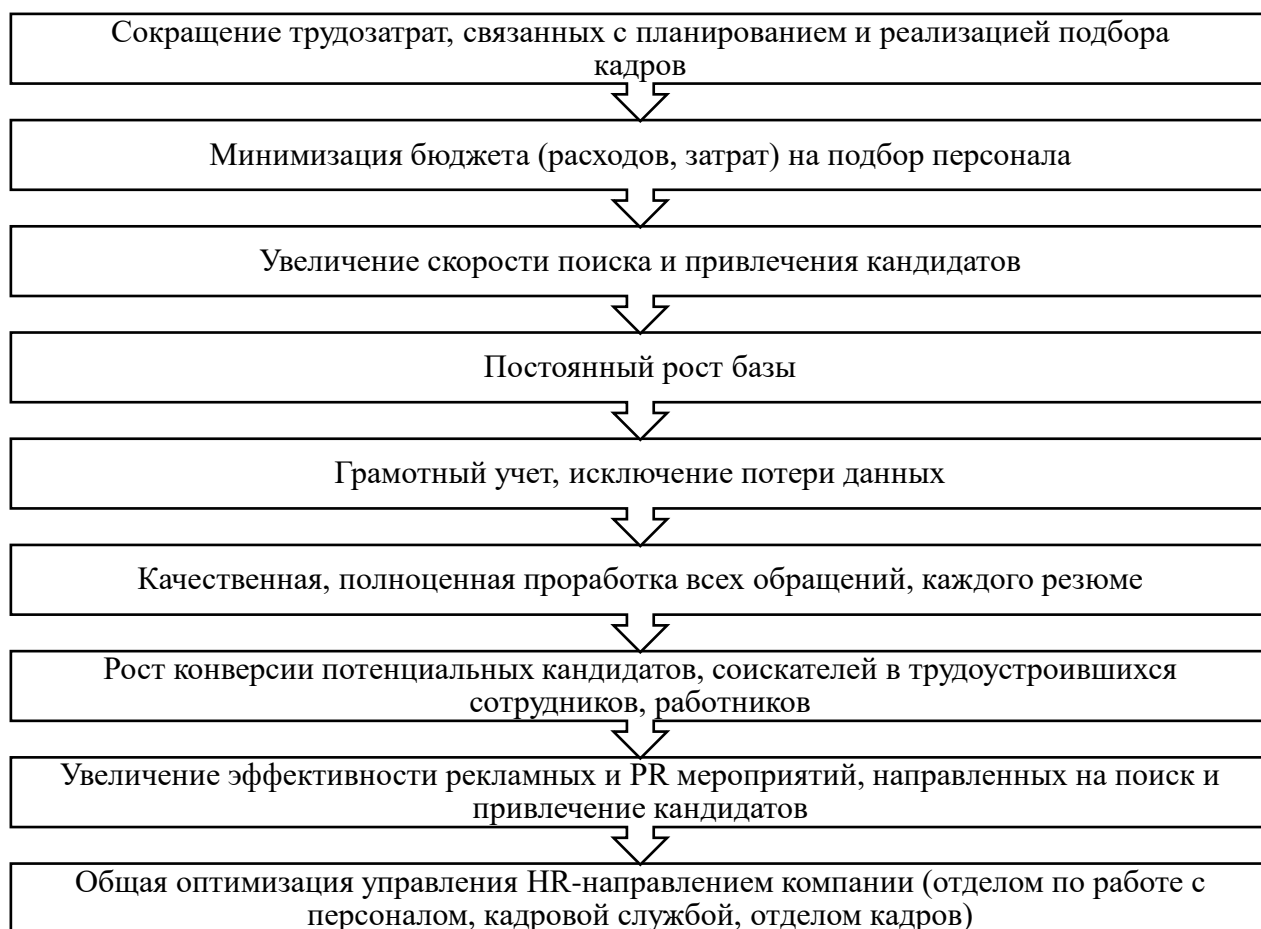 Сокращение трудозатрат, связанных с планированием и реализацией подбора
кадров
Минимизация бюджета (расходов, затрат) на подбор персонала
Увеличение скорости поиска и привлечения кандидатов
Постоянный рост базы
Грамотный учет, исключение потери данных
Качественная, полноценная проработка всех обращений, каждого резюме
Рост конверсии потенциальных кандидатов, соискателей в трудоустроившихся
сотрудников, работников
Увеличение эффективности рекламных и PR мероприятий, направленных на поиск и
привлечение кандидатов
Общая оптимизация управления HR-направлением компании (отделом по работе с
персоналом, кадровой службой, отделом кадров)